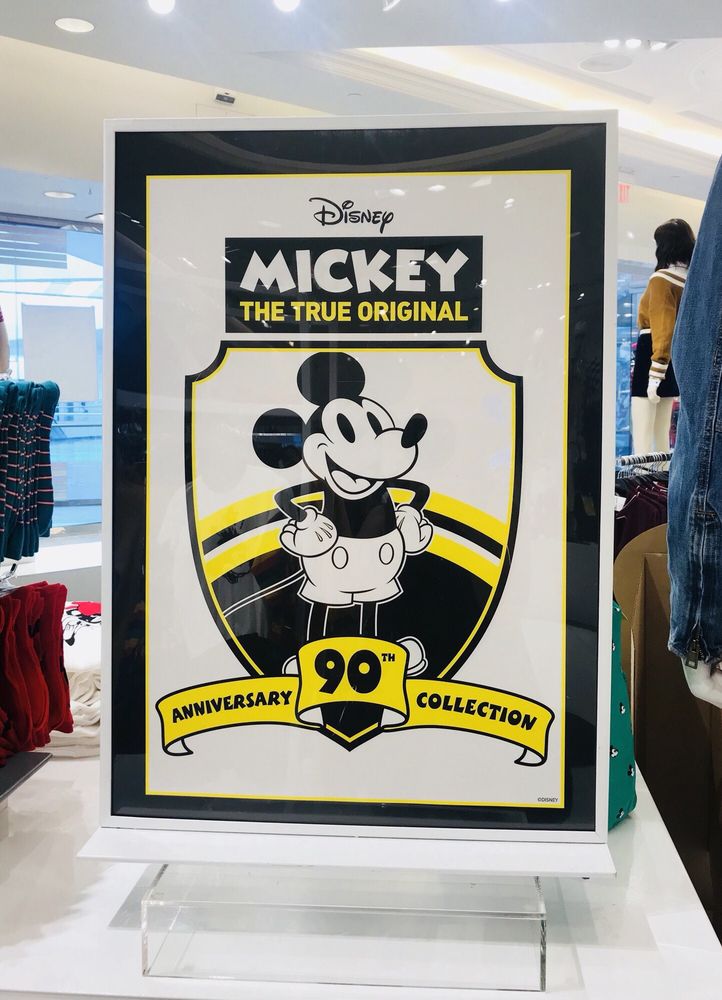 Disney
MICKEY
THE TRUE ORIGINAL
90TH
ANNIVERSARY COLLECTION
©DISNEY